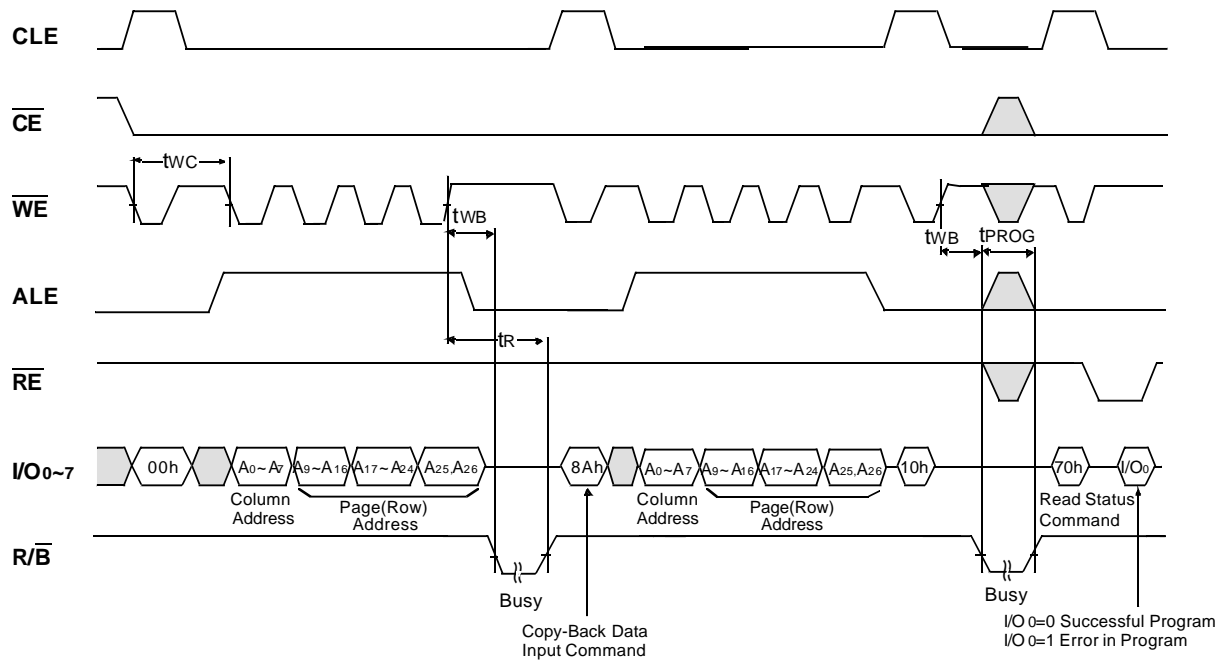 CLE
CE
tWC
WE
tWB
tWB
tPROG
ALE
tR
RE
I/O0~7
00h
A0~A7
A9~A16
A17~A24
A25,A26
8Ah
A0~A7
A9~A16
A17~A24
A25,A26
10h
70h
I/O0
Column
Address
Page(Row)
Address
Column
Address
Page(Row)
Address
Read Status
Command
R/B
Busy
Busy
Copy-Back Data
Input Command
I/O0=0 Successful Program
I/O0=1 Error in Program